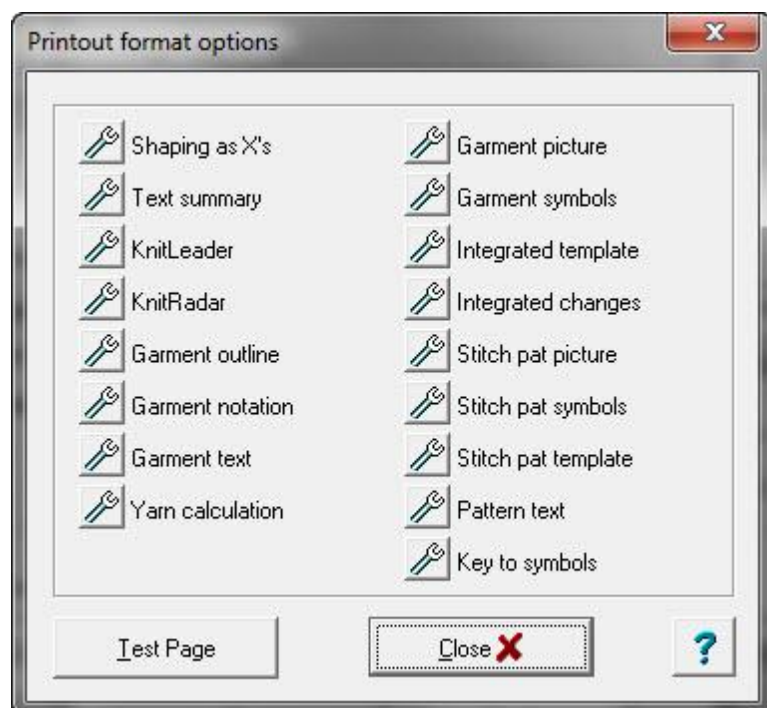 Printout format options
Shaping as X's
Text summary
KnitLeader
KnitRadar
Garment outline
Garment notation
Garment text
Yarn calculation
Garment picture
Garment symbols
Integrated template
Integrated changes
Stitch pat picture
Stitch pat symbols
Stitch pat template
Pattern text
Key to symbols
Test Page
Close
?